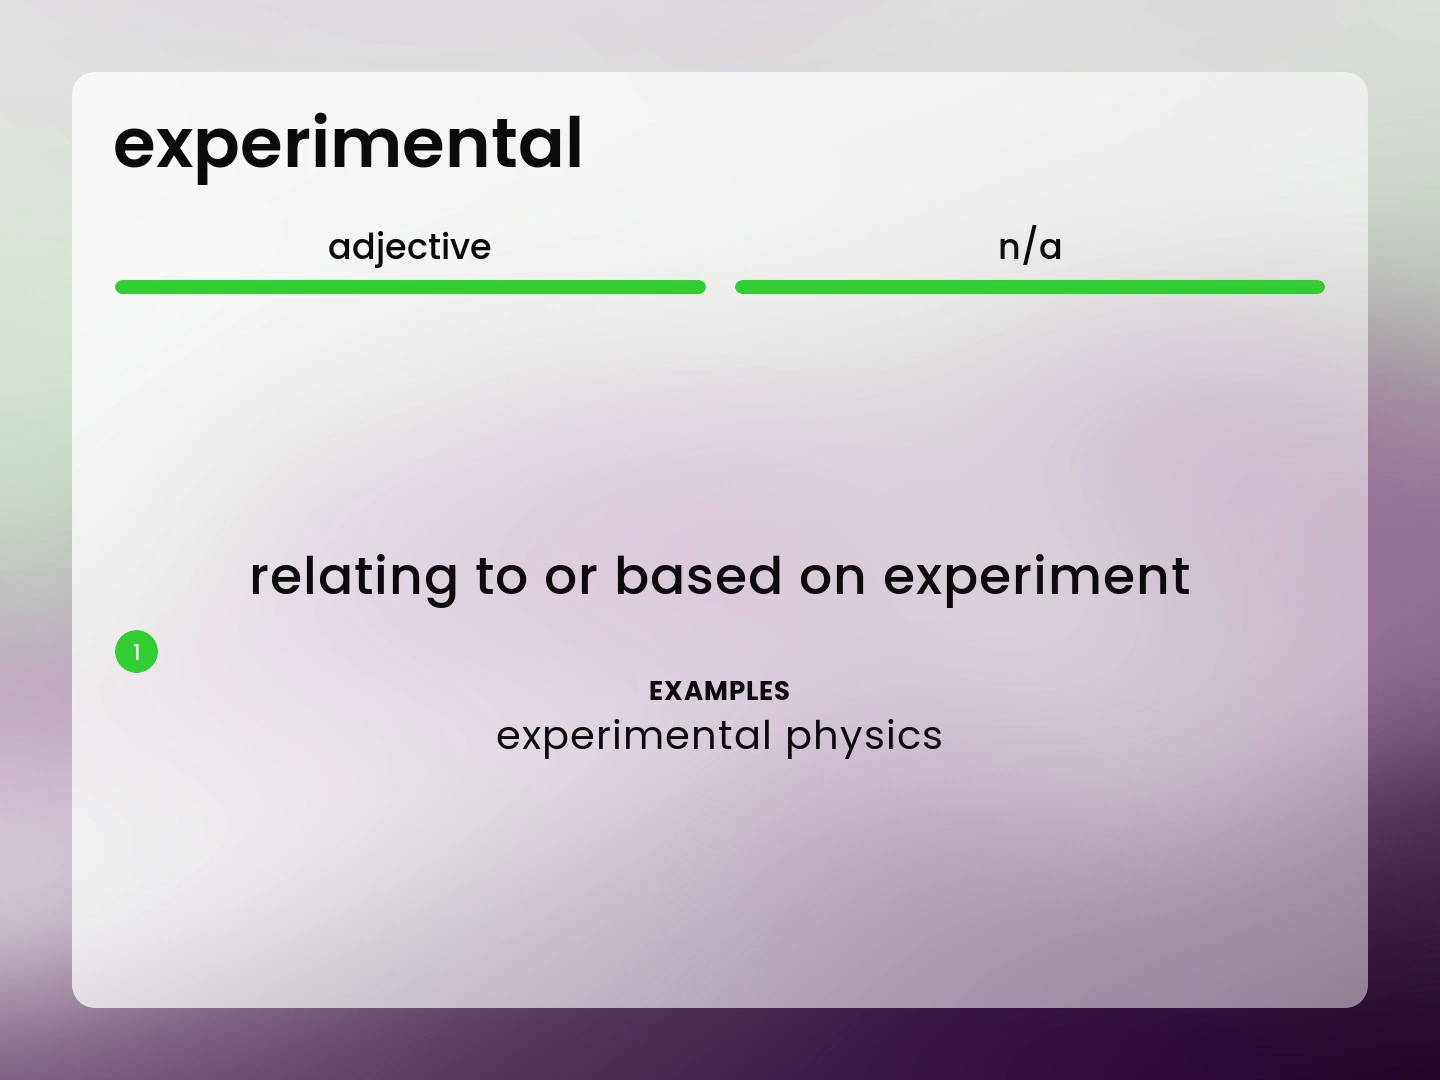 experimental
adjective
n/a
relating to or based on experiment
1
EXAMPLES
experimental physics